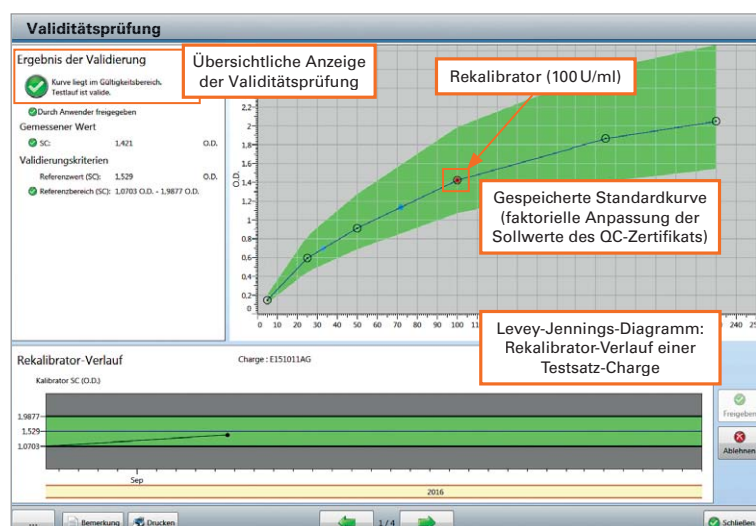 Validitätsprüfung
Ergebnis der Validierung
Kurve liegt im Gültigkeitsbereich.
Testlauf ist valide.
Durch Anwender freigegeben
Gemessener Wert
SC: 1,421 O.D.
Validierungskriterien
Referenzwert (SC): 1.529 O.D.
Referenzbereich (SC): 1,0703 O.D. - 1,9877 O.D.
Übersichtliche Anzeige
der Validitätsprüfung
Rekalibrator (100 U/ml)
Gespeicherte Standardkurve
(faktorielle Anpassung der
Sollwerte des QC-Zertifikats)
Levey-Jennings-Diagramm:
Rekalibrator-Verlauf einer
Testsatz-Charge
O.D.
2,2
2
1,8
1,6
1,4
1,2
1
0,8
0,6
0,4
0,2
0
0 10 20 30 40 50 60 70 80 90 100 240
Rekalibrator-Verlauf
Charge : E151011AG
Kalibrator SC (O.D.)
1.9877
1.529
1.0703
Sep
2016
Freigeben
Ablehnen
...
Bemerkung
Drucken
1/4
Schließen